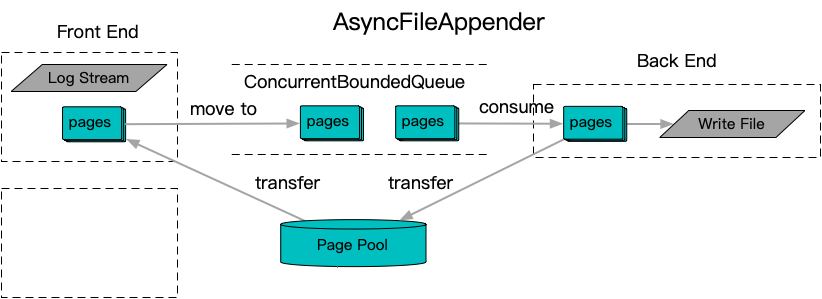 AsyncFileAppender
Front End
Back End
Log Stream
ConcurrentBoundedQueue
pages
move to
pages
pages
consume
pages
Write File
transfer
transfer
Page Pool